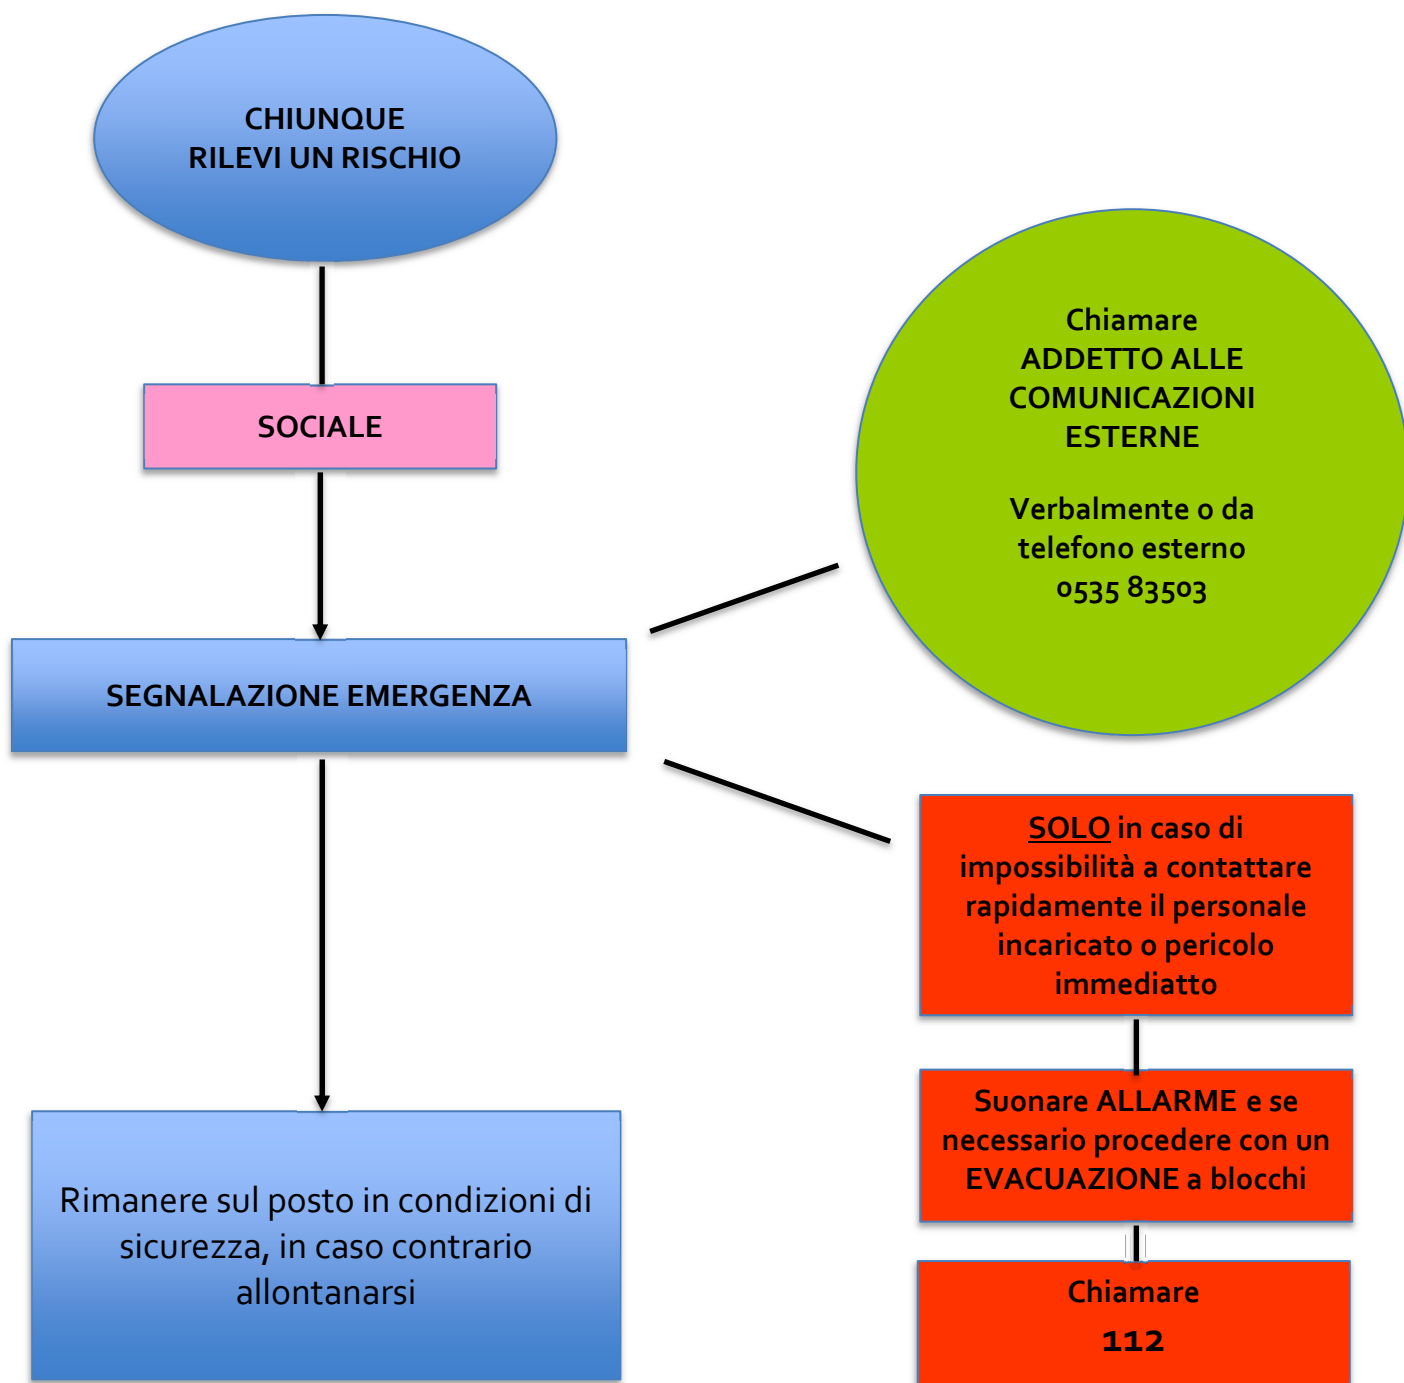 CHIUNQUE
RILEVI UN RISCHIO
SOCIALE
SEGNALAZIONE EMERGENZA
Rimanere sul posto in condizioni di
sicurezza, in caso contrario
allontanarsi
Chiamare
ADDETTO ALLE
COMUNICAZIONI
ESTERNE
Verbalmente o da
telefono esterno
0535 83503
SOLO in caso di
impossibilità a contattare
rapidamente il personale
incaricato o pericolo
immediatto
Suonare ALLARME e se
necessario procedere con un
EVACUAZIONE a blocchi
Chiamare
112